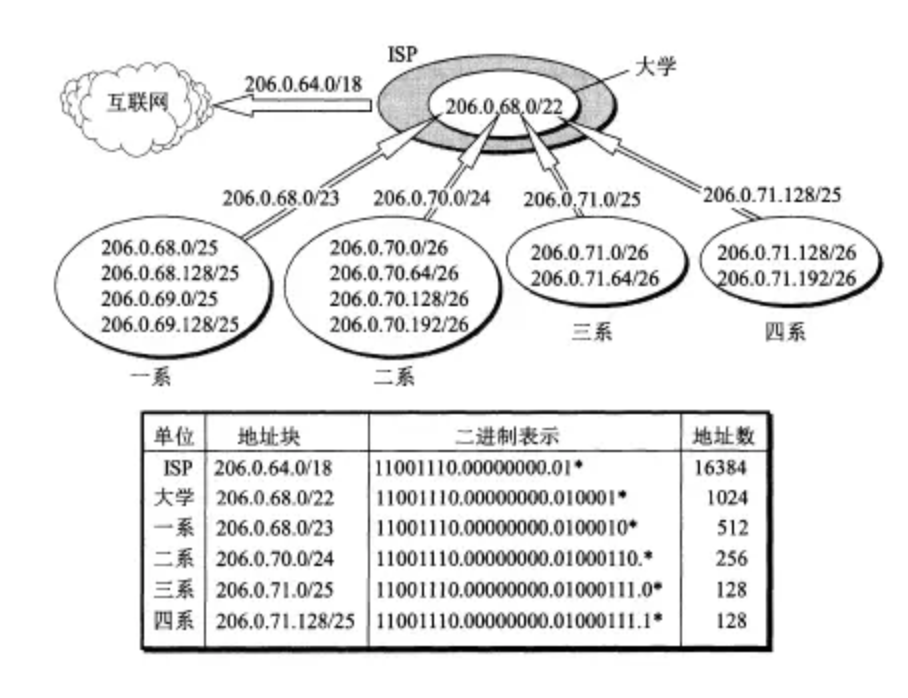 ISP
大学
206.0.64.0/18
互联网
206.0.68.0/22
206.0.68.0/23
206.0.70.0/24
206.0.71.0/25
206.0.71.128/25
206.0.68.0/25
206.0.68.128/25
206.0.69.0/25
206.0.69.128/25
一系
206.0.70.0/26
206.0.70.64/26
206.0.70.128/26
206.0.70.192/26
二系
206.0.71.0/26
206.0.71.64/26
三系
206.0.71.128/26
206.0.71.192/26
四系
单位 地址块 二进制表示 地址数
ISP 206.0.64.0/18 11001110.00000000.01* 16384
大学 206.0.68.0/22 11001110.00000000.010001* 1024
一系 206.0.68.0/23 11001110.00000000.0100010* 512
二系 206.0.70.0/24 11001110.00000000.01000110.* 256
三系 206.0.71.0/25 11001110.00000000.01000111.0* 128
四系 206.0.71.128/25 11001110.00000000.01000111.1* 128